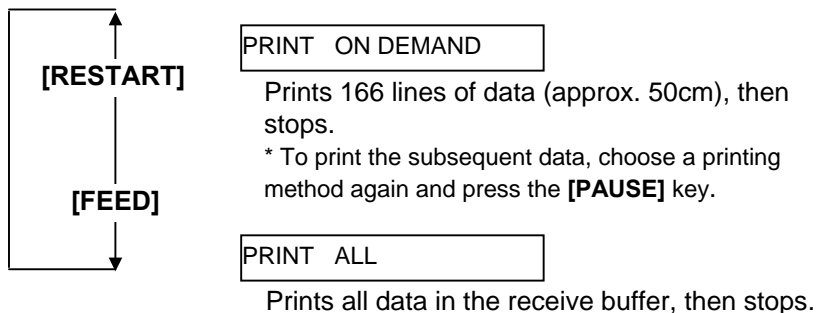 PRINT ON DEMAND
[RESTART]
Prints 166 lines of data (approx. 50cm), then
stops.
* To print the subsequent data, choose a printing
method again and press the [PAUSE] key.
[FEED]
PRINT ALL
Prints all data in the receive buffer, then stops.